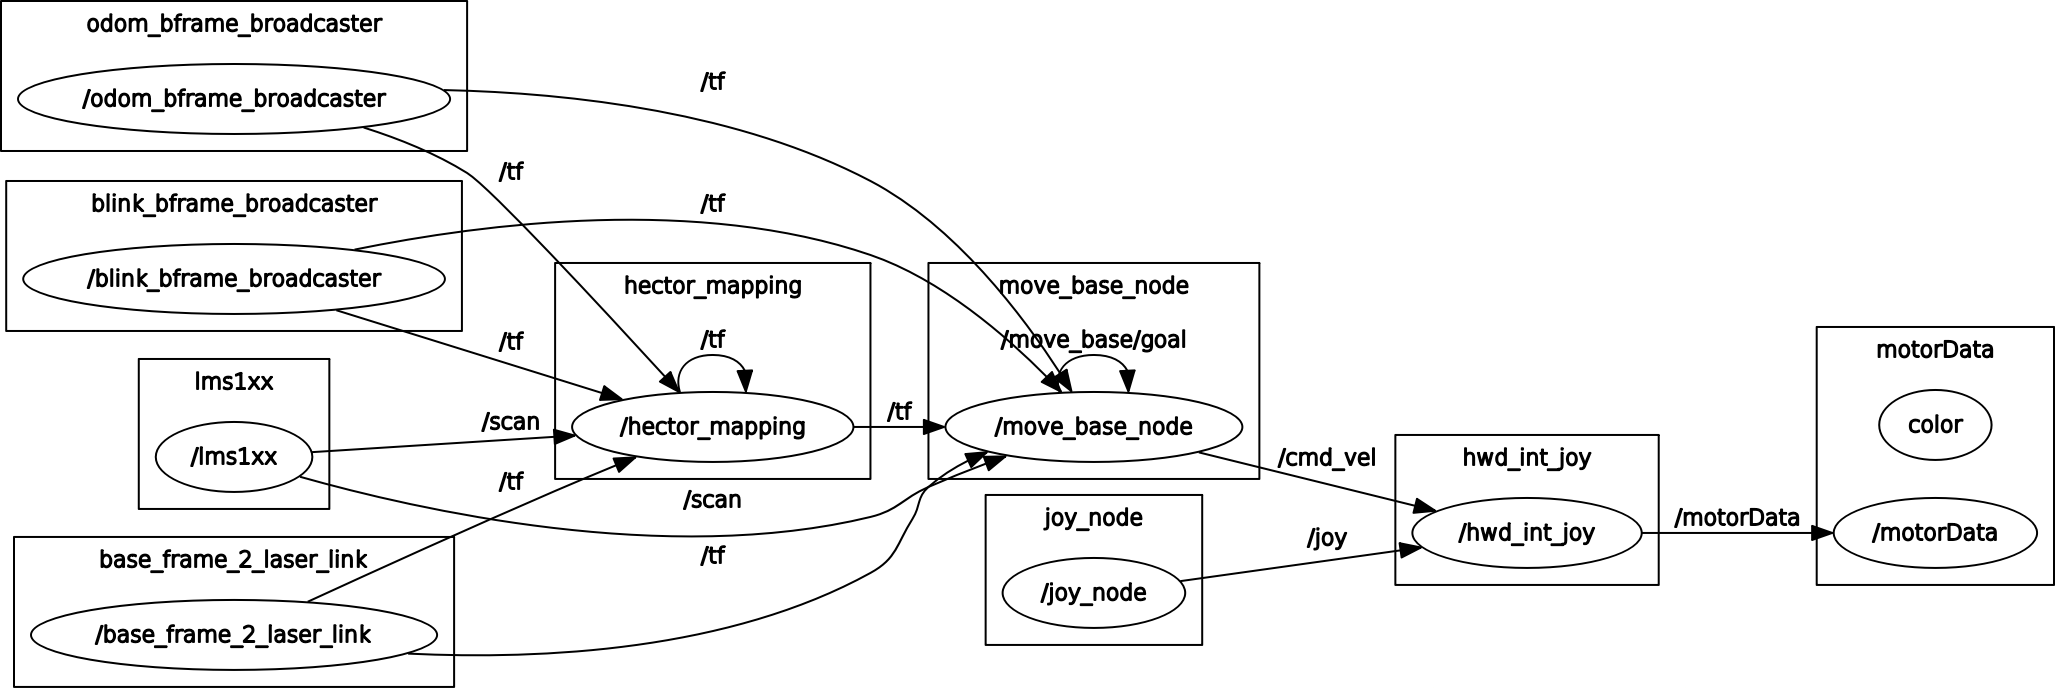 odom_bframe_broadcaster
/odom_bframe_broadcaster
/tf
/tf
blink_bframe_broadcaster
/blink_bframe_broadcaster
/tf
/tf
lms1xx
/lms1xx
/scan
/scan
base_frame_2_laser_link
/base_frame_2_laser_link
/tf
/tf
hector_mapping
/tf
/hector_mapping
/tf
move_base_node
/move_base/goal
/move_base_node
/cmd_vel
joy_node
/joy_node
/joy
hwd_int_joy
/hwd_int_joy
/motorData
motorData
color
/motorData